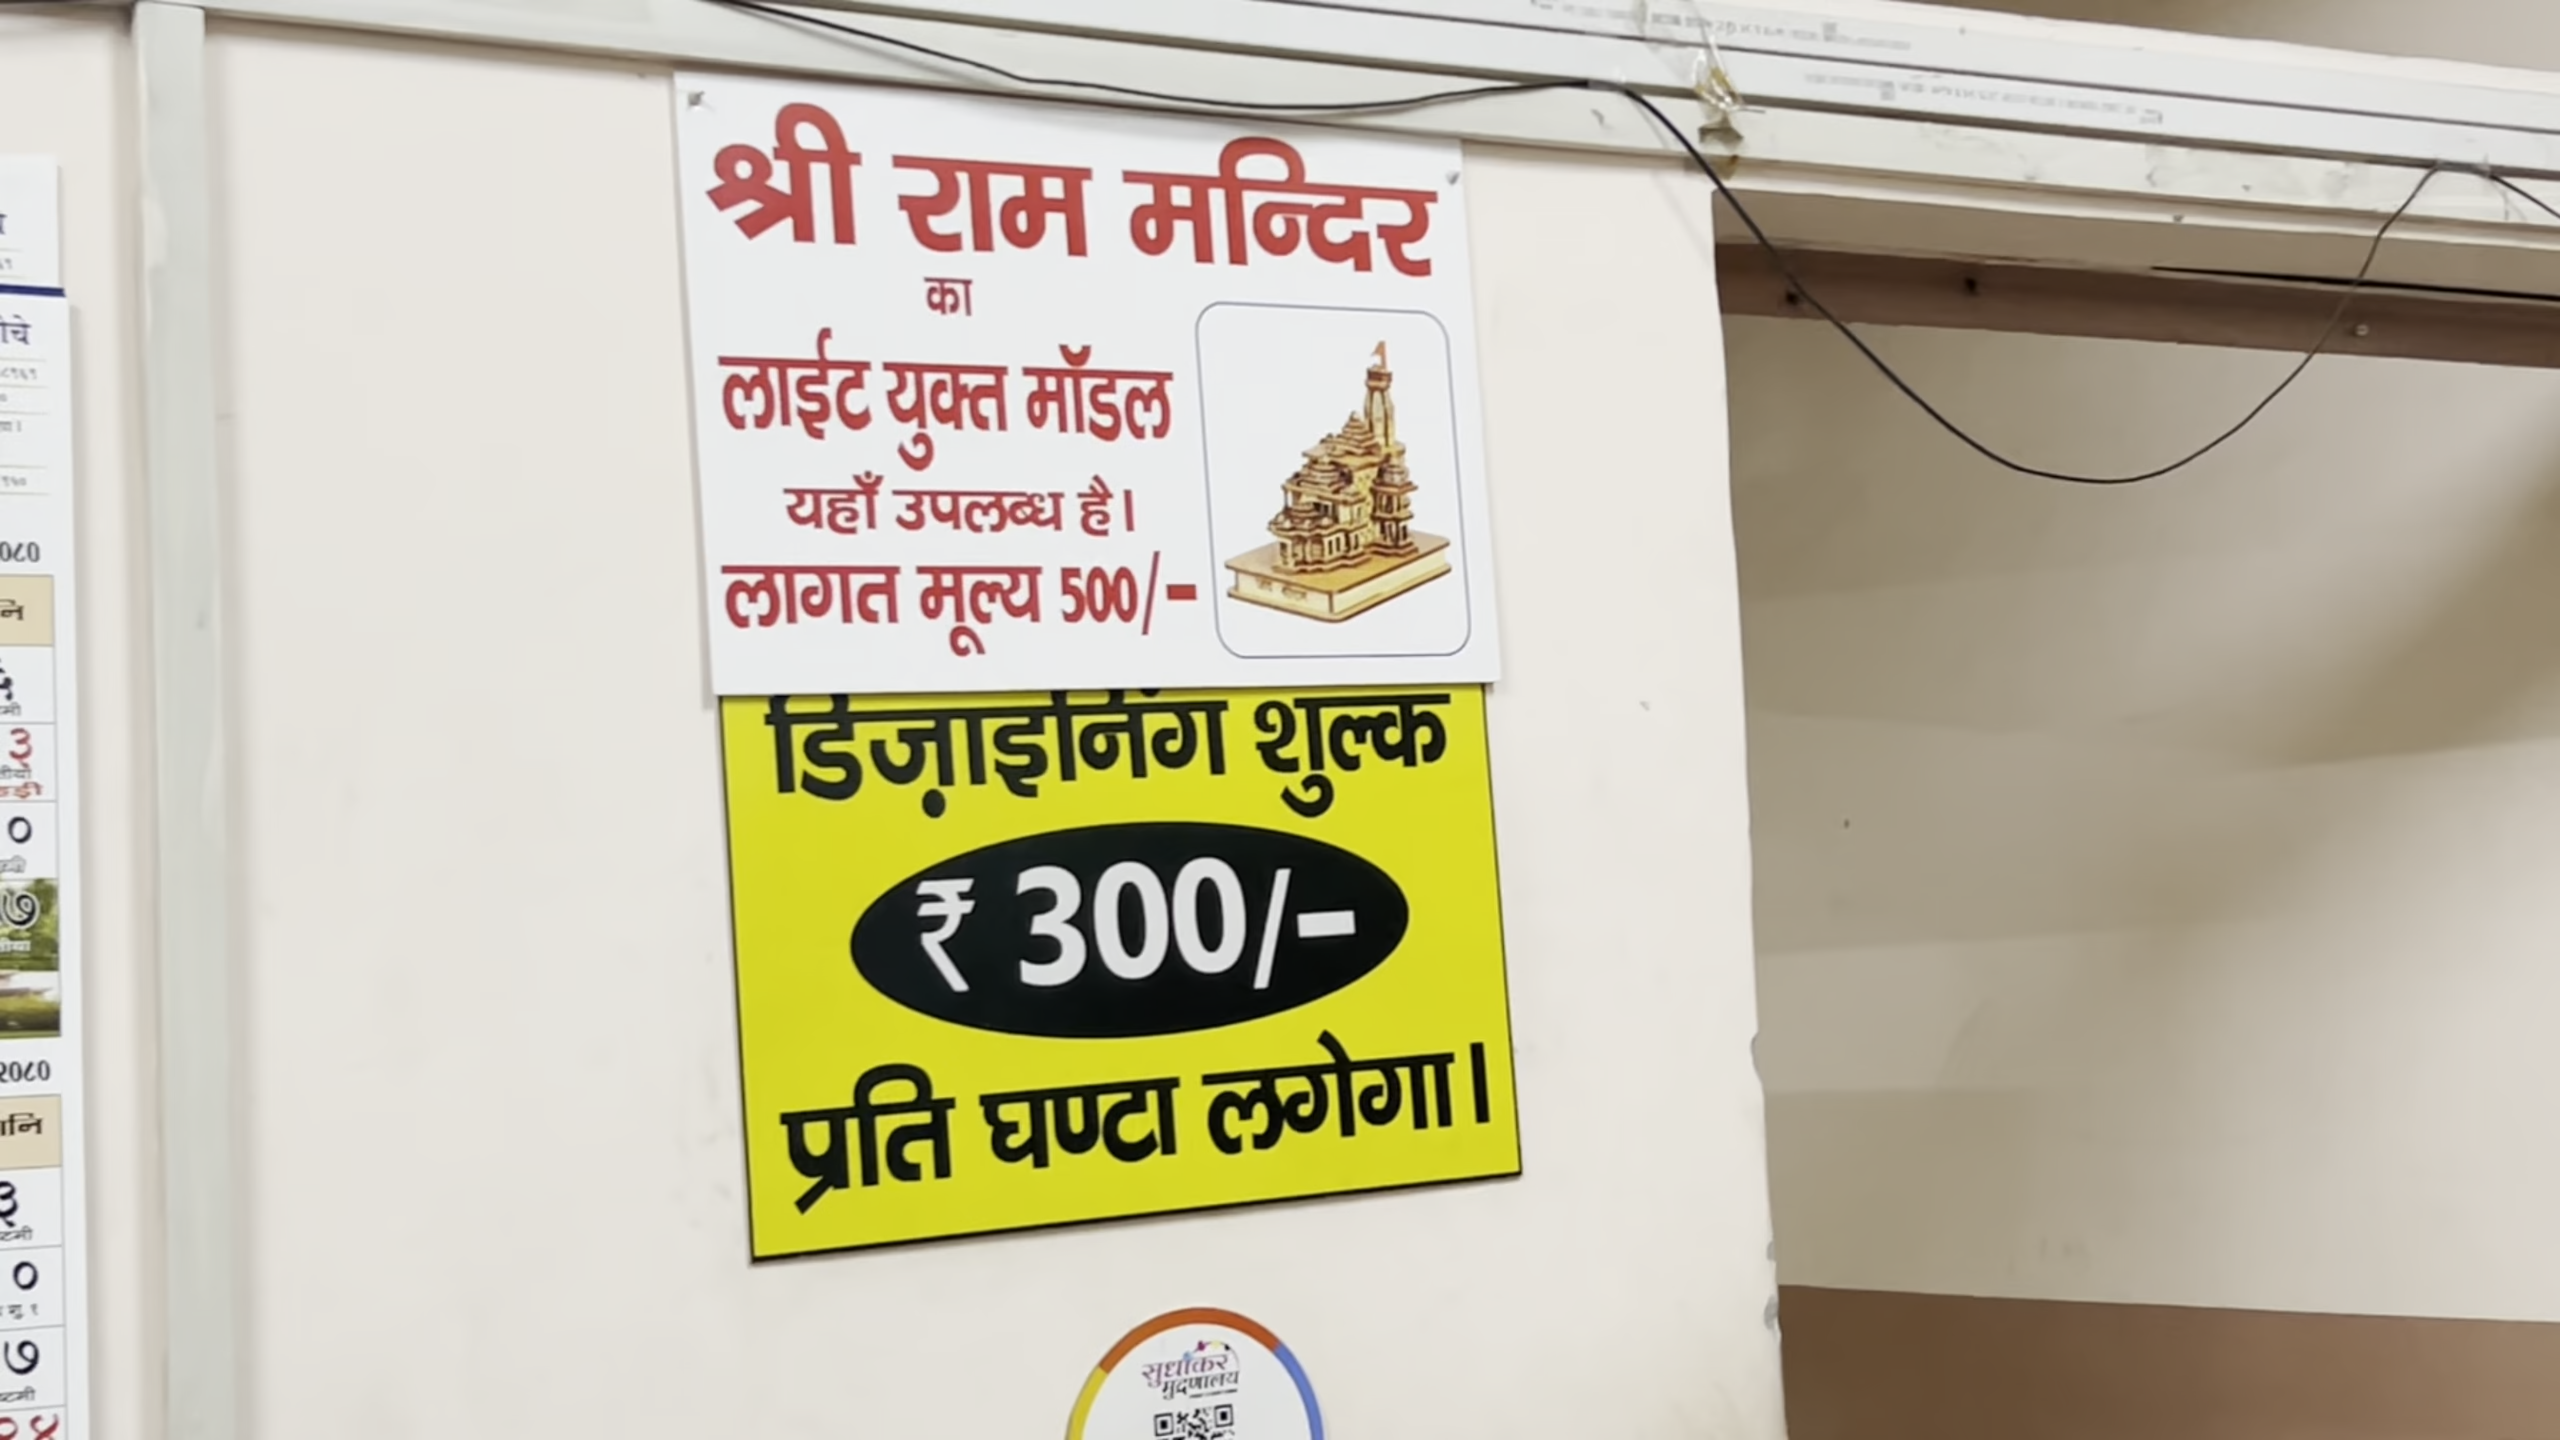 श्री राम मन्दिर
का
लाईट युक्त मॉडल
यहाँ उपलब्ध है।
लागत मूल्य 500/-
डिज़ाइनिंग शुल्क
₹ 300/-
प्रति घण्टा लगेगा।
सुधाकर
मुद्रणालय